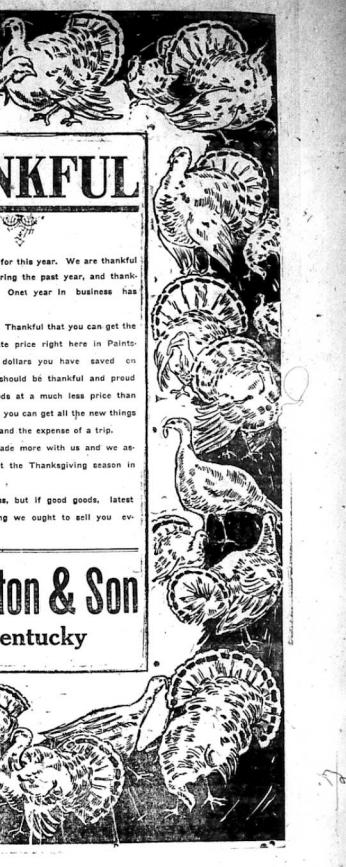 NKFUL
for this year. We are thankful
ring the past year, and thank-
Onet year in business has
Thankful that you can get the
te price right here in Paints-
dollars you have saved on
should be thankful and proud
ds at a much less price than
you can get all the new things
and the expense of a trip.
ade more with us and we as-
t the Thanksgiving season in
s, but if good goods, latest
ng we ought to sell you ev-
ton & Son
entucky